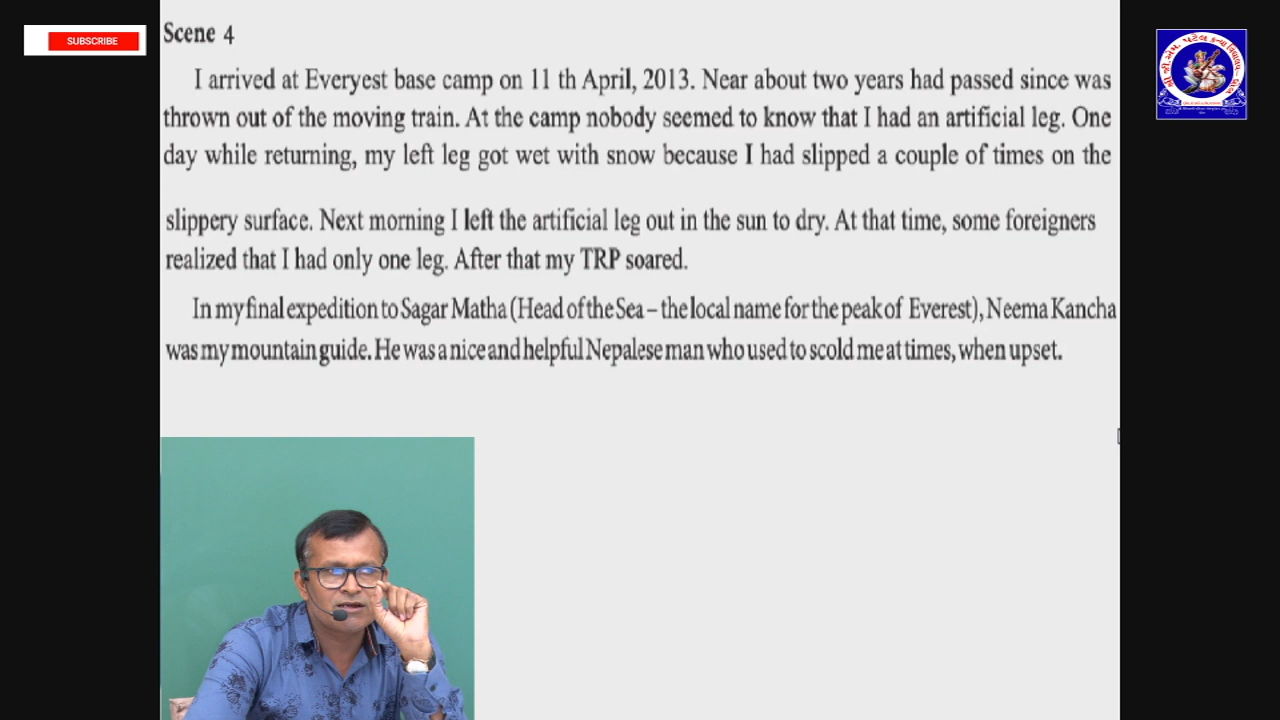 SUBSCRIBE
Scene 4
I arrived at Everyest base camp on 11 th April, 2013. Near about two years had passed since was
thrown out of the moving train. At the camp nobody seemed to know that I had an artificial leg. One
day while returning, my left leg got wet with snow because I had slipped a couple of times on the
slippery surface. Next morning I left the artificial leg out in the sun to dry. At that time, some foreigners
realized that I had only one leg. After that my TRP soared.
In my final expedition to Sagar Matha (Head of the Sea – the local name for the peak of Everest), Neema Kancha
was my mountain guide. He was a nice and helpful Nepalese man who used to scold me at times, when upset.